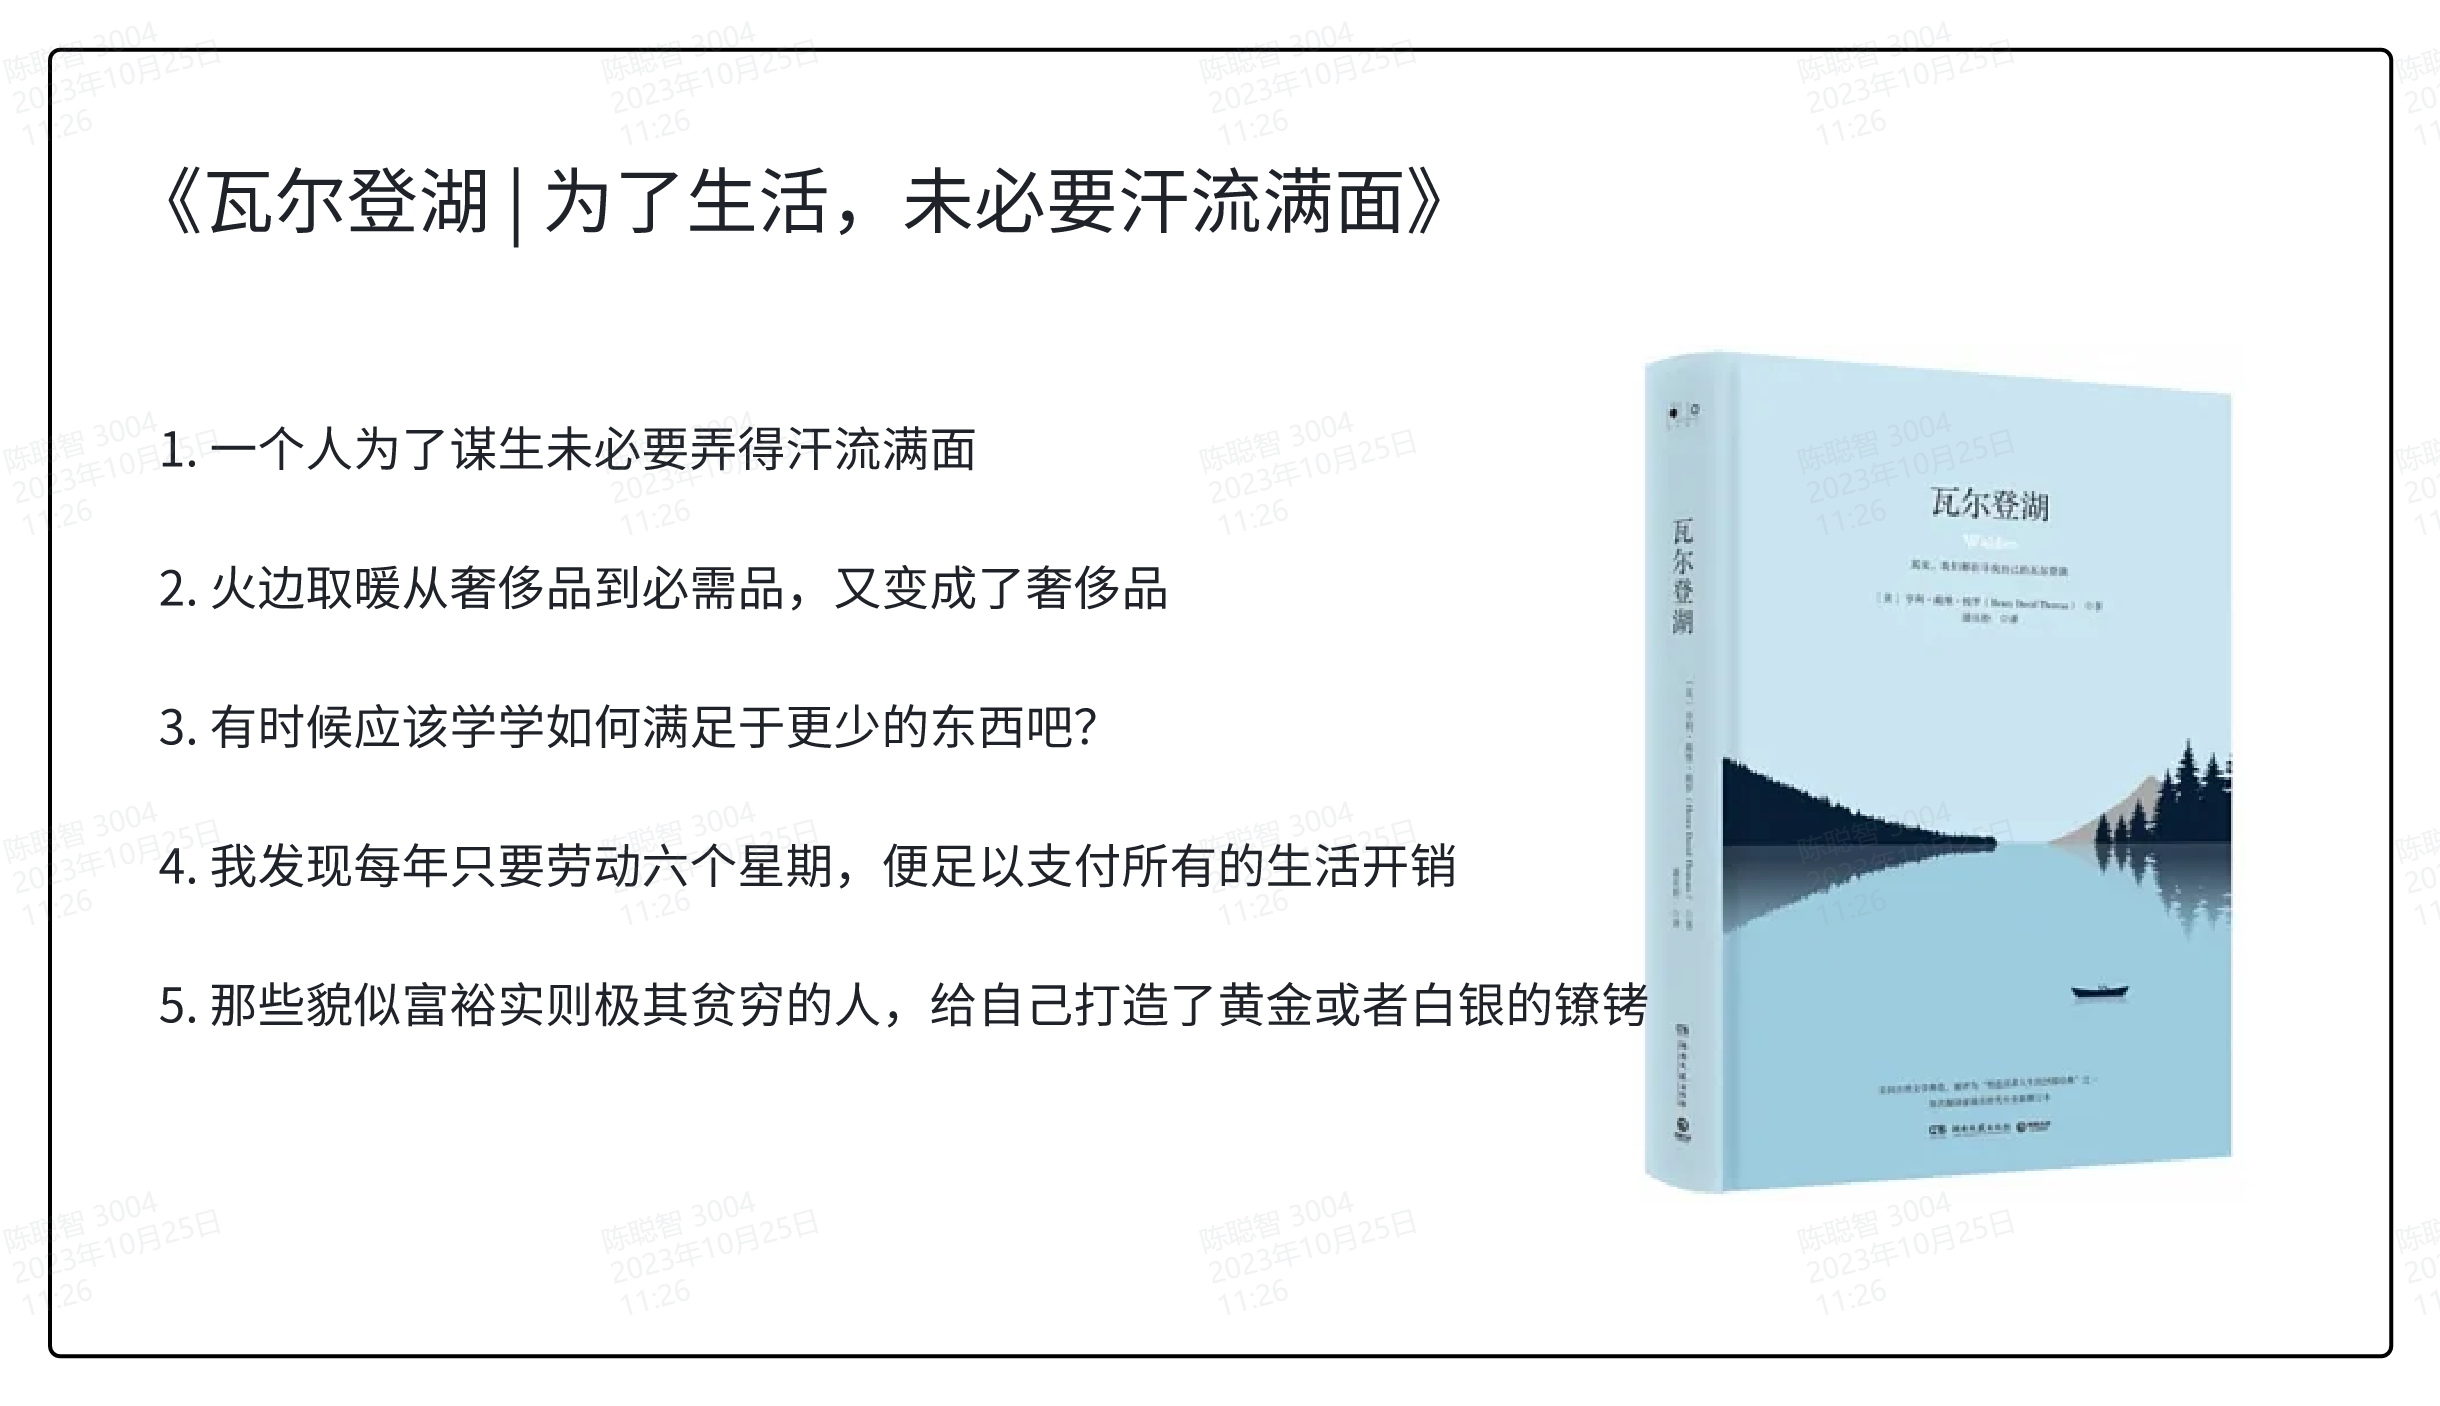 《瓦尔登湖 | 为了生活，未必要汗流满面》
1. 一个人为了谋生未必要弄得汗流满面
2. 火边取暖从奢侈品到必需品，又变成了奢侈品
3. 有时候应该学学如何满足于更少的东西吧？
4. 我发现每年只要劳动六个星期，便足以支付所有的生活开销
5. 那些貌似富裕实则极其贫穷的人，给自己打造了黄金或者白银的镣铐
瓦尔登湖
瓦尔登湖
Walden
陈聪智 3004
2023年10月25日
11:26